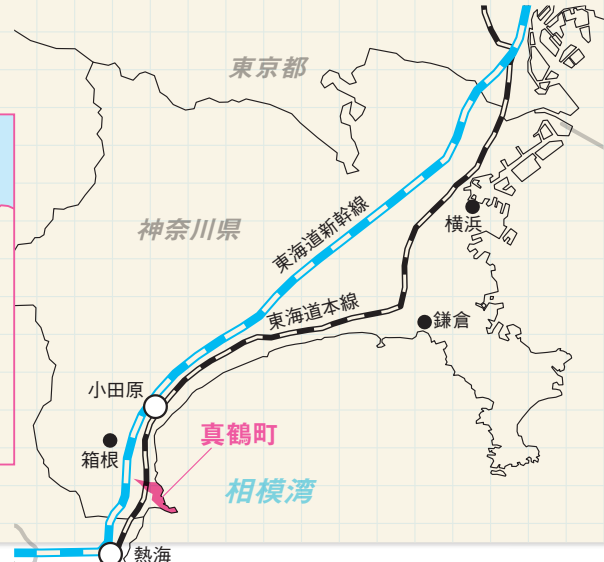 東京都
神奈川県
東海道新幹線
横浜
東海道本線
鎌倉
小田原
真鶴町
箱根
相模湾
熱海